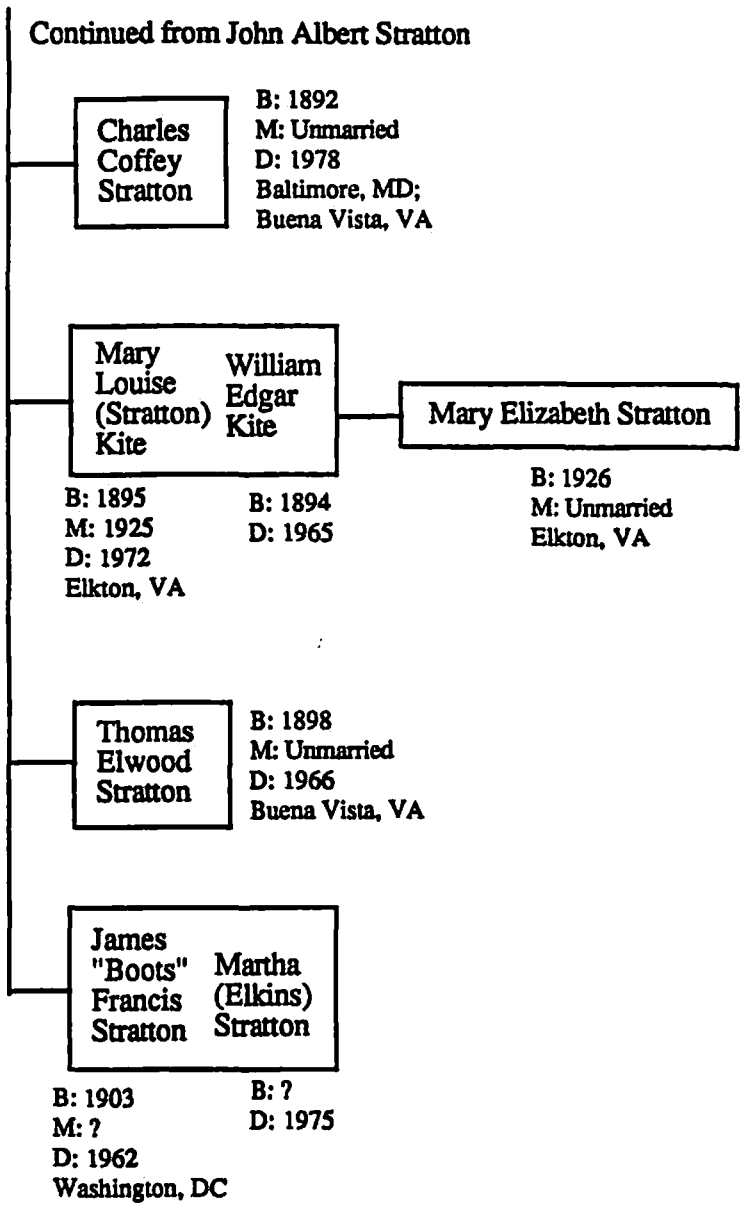 Continued from John Albert Stratton
Charles
Coffey
Stratton
B: 1892
M: Unmarried
D: 1978
Baltimore, MD;
Buena Vista, VA
Mary
Louise
(Stratton)
Kite
William
Edgar
Kite
B: 1895
M: 1925
D: 1972
Elkton, VA
B: 1894
D: 1965
Mary Elizabeth Stratton
B: 1926
M: Unmarried
Elkton, VA
Thomas
Elwood
Stratton
B: 1898
M: Unmarried
D: 1966
Buena Vista, VA
James
"Boots"
Francis
Stratton
Martha
(Elkins)
Stratton
B: 1903
M: ?
D: 1962
Washington, DC
B: ?
D: 1975